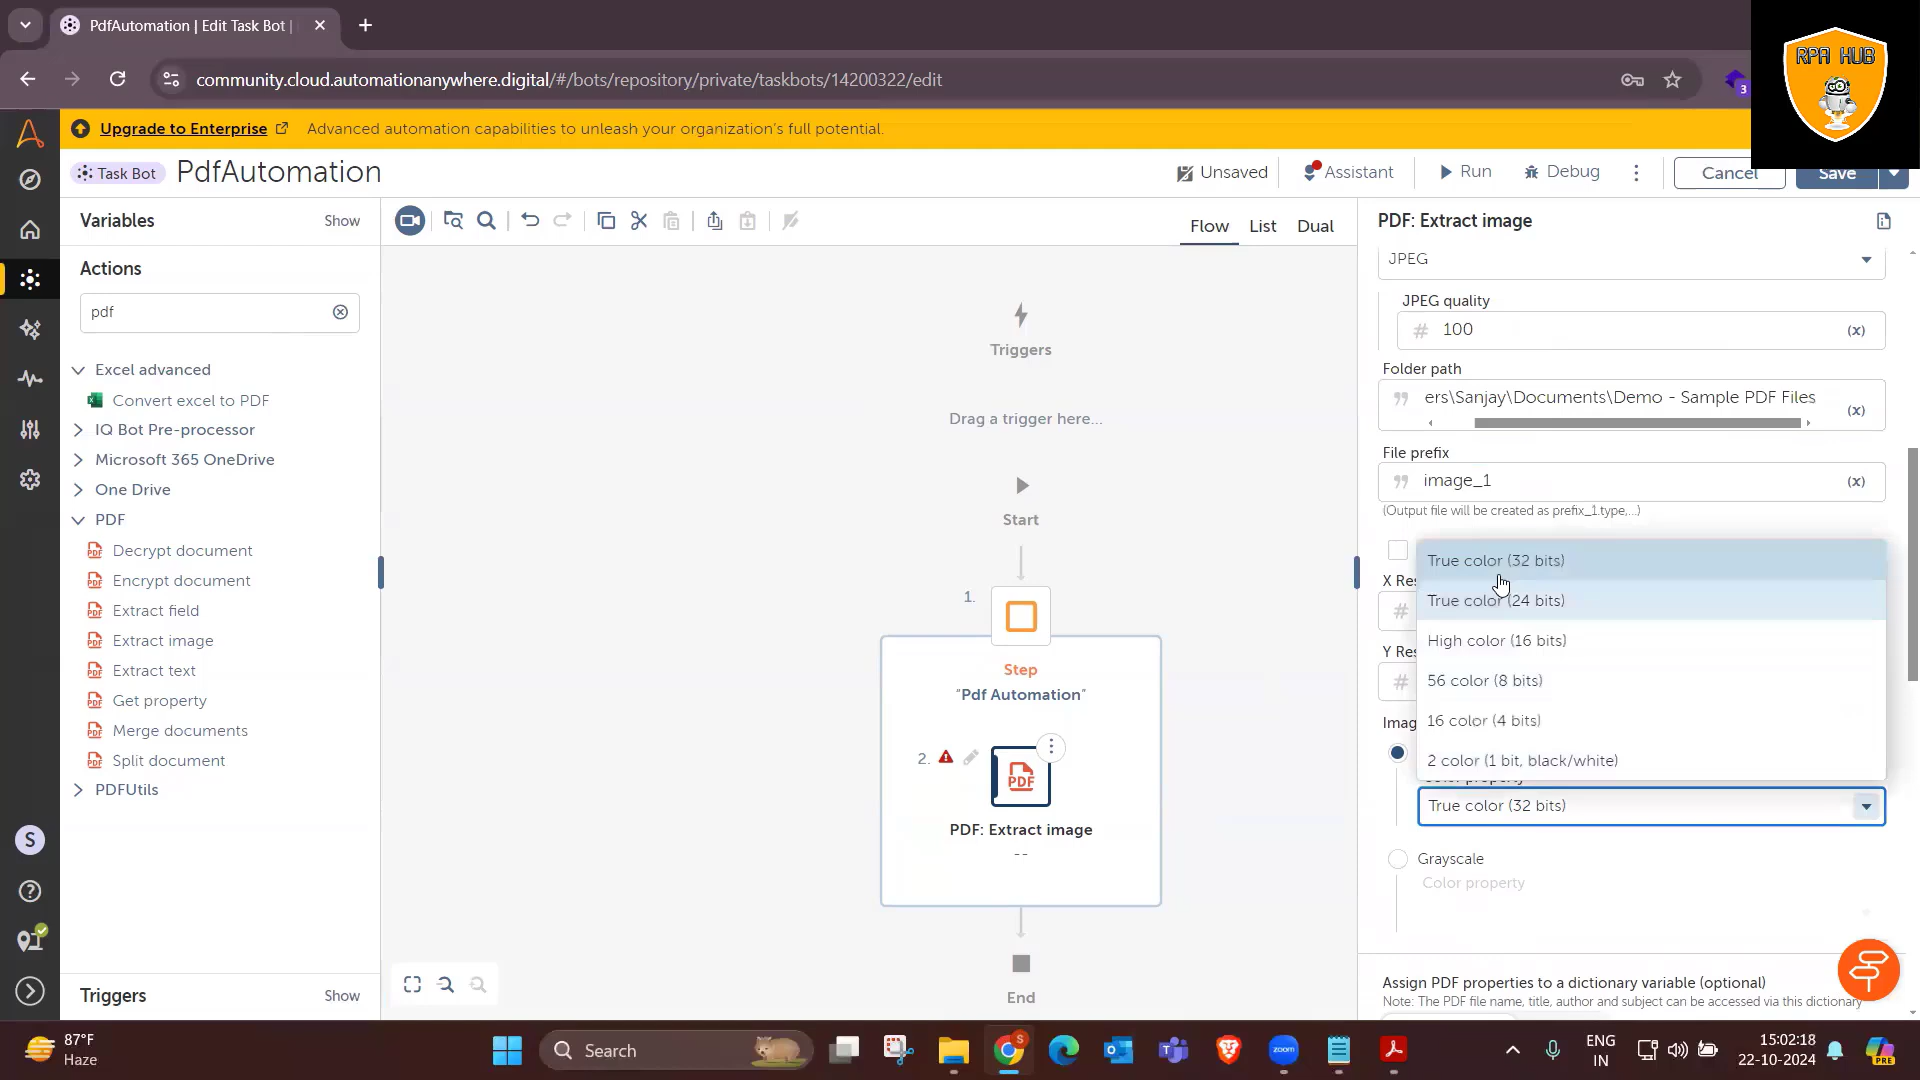 PdfAutomation | Edit Task Bot |
community.cloud.automationanywhere.digital/#/bots/repository/private/taskbots/14200322/edit
3
RPA HUB
Upgrade to Enterprise
Advanced automation capabilities to unleash your organization's full potential.
Task Bot
PdfAutomation
Unsaved
Assistant
Run
Debug
Cancel
Save
Variables
Show
Flow
List
Dual
PDF: Extract image
Actions
pdf
Excel advanced
Convert excel to PDF
IQ Bot Pre-processor
Microsoft 365 OneDrive
One Drive
PDF
Decrypt document
Encrypt document
Extract field
Extract image
Extract text
Get property
Merge documents
Split document
PDFUtils
Triggers
Show
Triggers
Drag a trigger here...
Start
1.
Step
"Pdf Automation"
2.
PDF
PDF: Extract image
--
End
JPEG
JPEG quality
# 100 (x)
Folder path
ers\Sanjay\Documents\Demo - Sample PDF Files (x)
File prefix
image_1 (x)
(Output file will be created as prefix_1.type,...)
True color (32 bits)
X Res
True color (24 bits)
#
High color (16 bits)
Y Res
56 color (8 bits)
#
16 color (4 bits)
Imag
2 color (1 bit, black/white)
Color property
True color (32 bits)
Grayscale
Color property
Assign PDF properties to a dictionary variable (optional)
Note: The PDF file name, title, author and subject can be accessed via this dictionary
S
87°F
Haze
Search
S
zoom
ENG
IN
15:02:18
22-10-2024
PRE